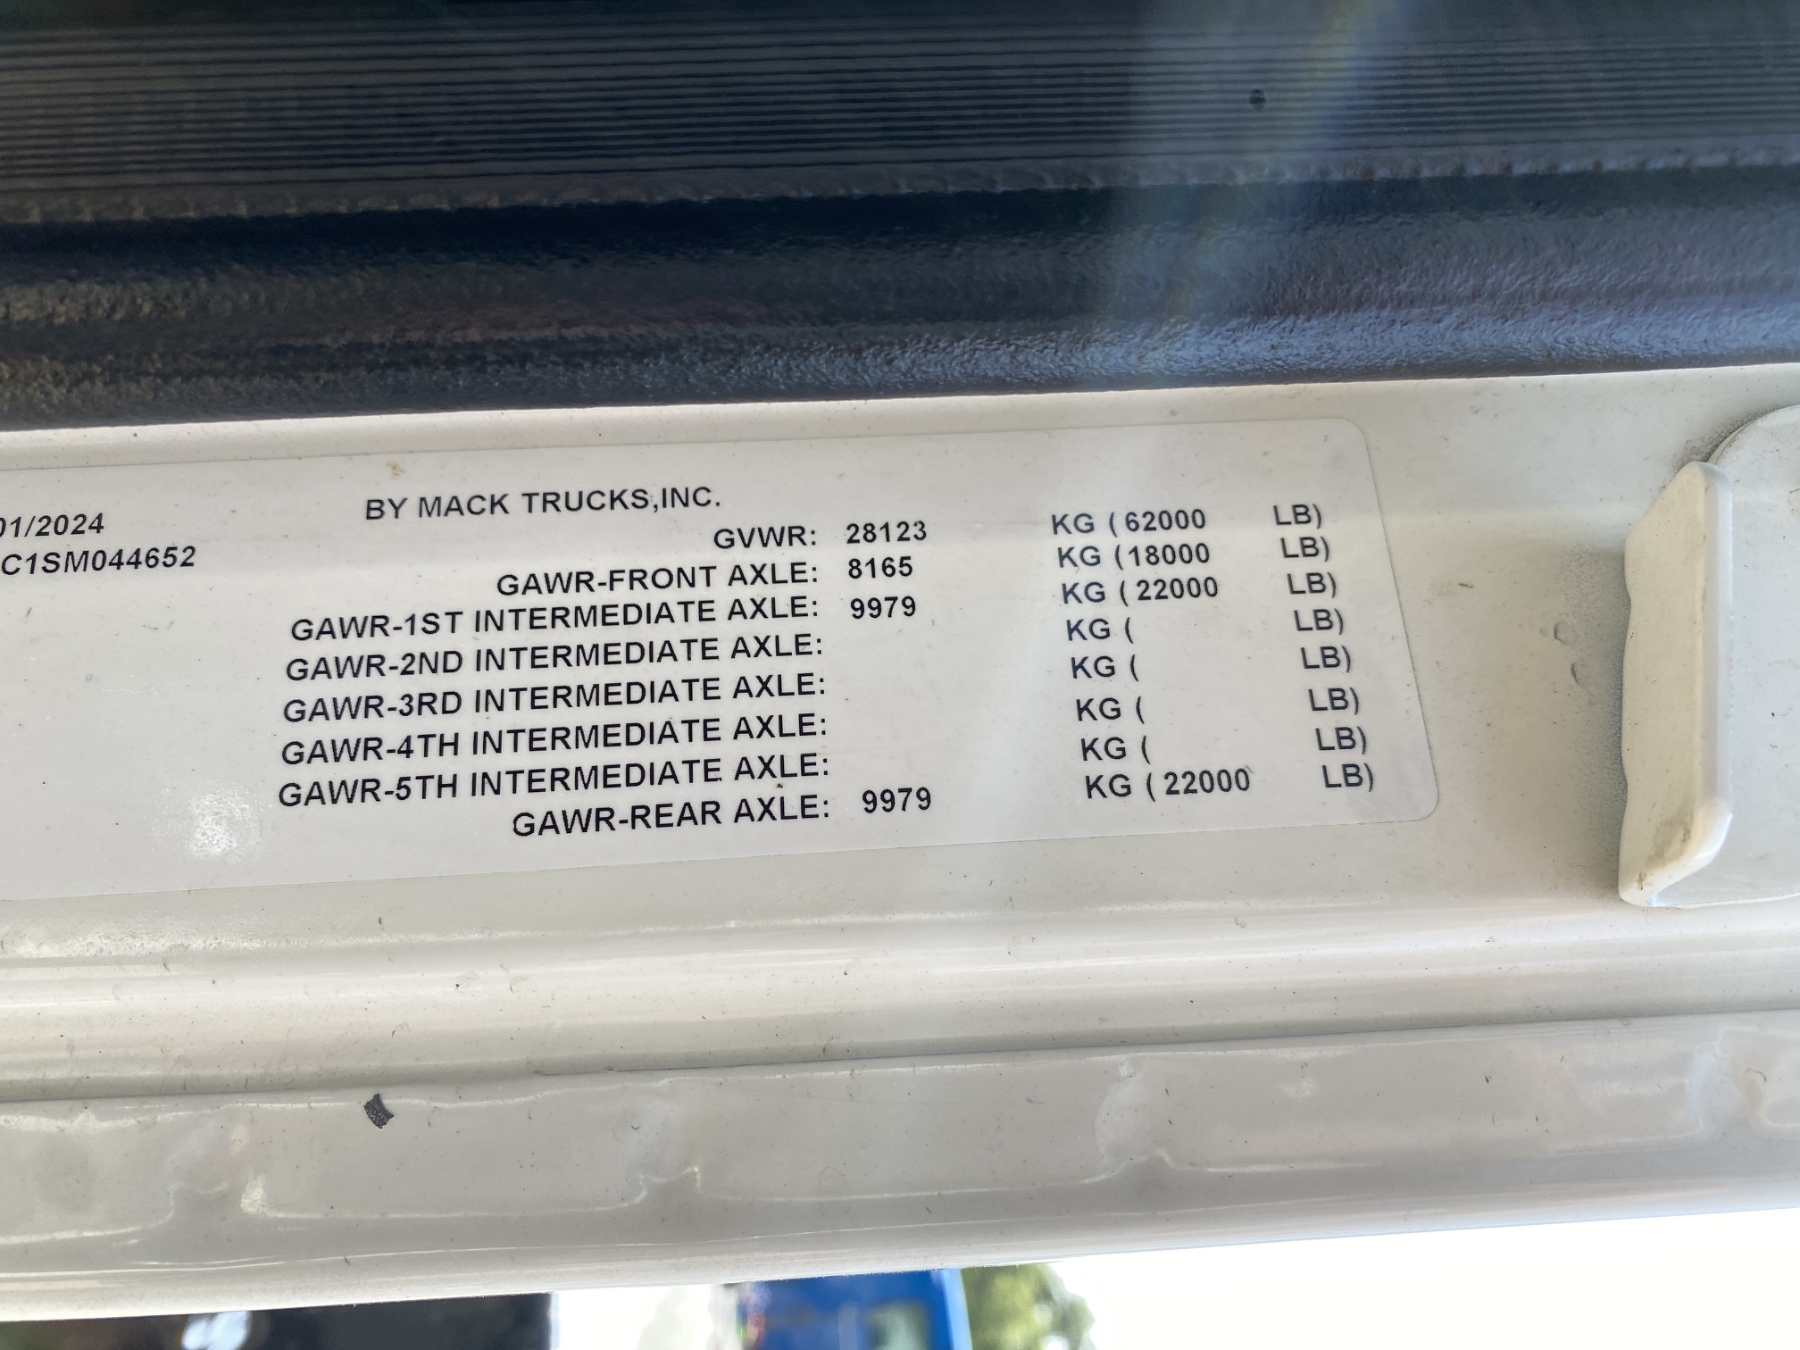 BY MACK TRUCKS,INC.
01/2024
C1SM044652
GVWR: 28123 KG (62000 LB)
GAWR-FRONT AXLE: 8165 KG (18000 LB)
GAWR-1ST INTERMEDIATE AXLE: 9979 KG (22000 LB)
GAWR-2ND INTERMEDIATE AXLE: KG ( LB)
GAWR-3RD INTERMEDIATE AXLE: KG ( LB)
GAWR-4TH INTERMEDIATE AXLE: KG ( LB)
GAWR-5TH INTERMEDIATE AXLE: KG ( LB)
GAWR-REAR AXLE: 9979 KG (22000 LB)